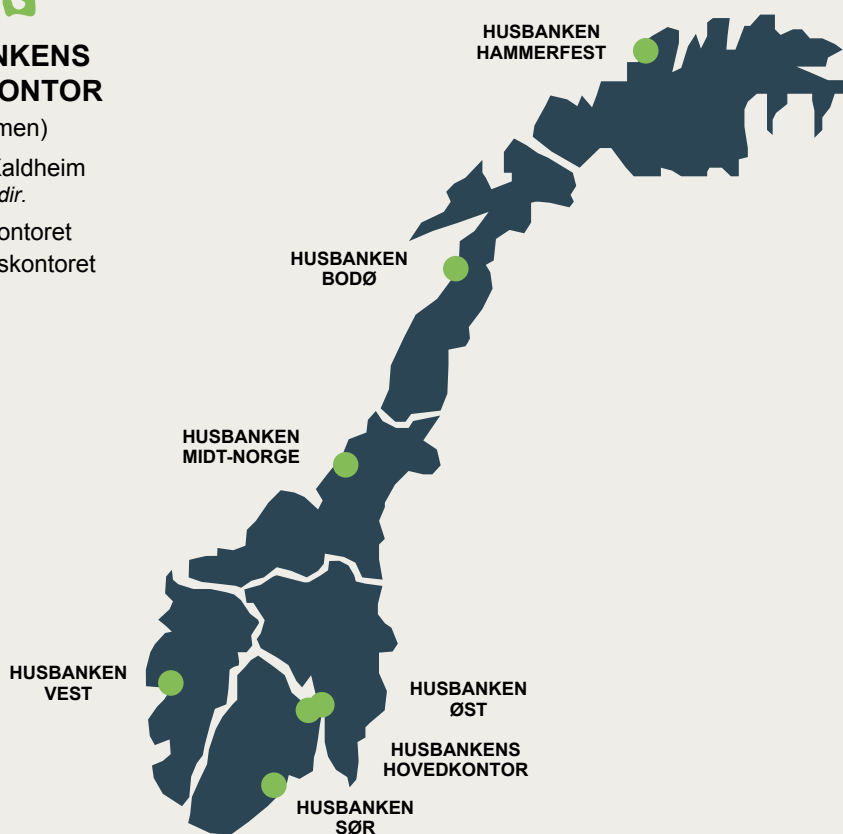 NKENS
ONTOR
men)
Kaldheim
dir.
ontoret
skontoret
HUSBANKEN
HAMMERFEST
HUSBANKEN
BODØ
HUSBANKEN
MIDT-NORGE
HUSBANKEN
VEST
HUSBANKEN
ØST
HUSBANKENS
HOVEDKONTOR
HUSBANKEN
SØR